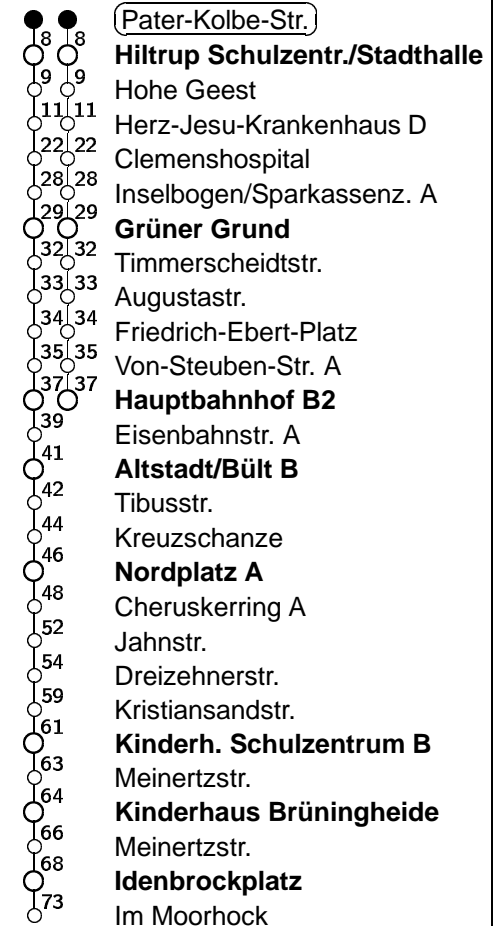 Pater-Kolbe-Str.
8 8 Hiltrup Schulzentr./Stadthalle
9 9 Hohe Geest
11 11 Herz-Jesu-Krankenhaus D
22 22 Clemenshospital
28 28 Inselbogen/Sparkassenz. A
29 29 Grüner Grund
32 32 Timmerscheidtstr.
33 33 Augustastr.
34 34 Friedrich-Ebert-Platz
35 35 Von-Steuben-Str. A
37 37 Hauptbahnhof B2
39 Eisenbahnstr. A
41 Altstadt/Bült B
42 Tibusstr.
44 Kreuzschanze
46 Nordplatz A
48 Cheruskerring A
52 Jahnstr.
54 Dreizehnerstr.
59 Kristiansandstr.
61 Kinderh. Schulzentrum B
63 Meinertzstr.
64 Kinderhaus Brüningheide
66 Meinertzstr.
68 Idenbrockplatz
73 Im Moorhock